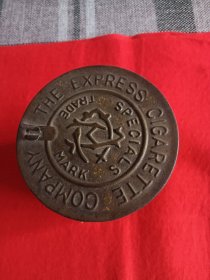 THE EXPRESS CIGARETTE COMPANY
SPECIALS
TRADE MARK